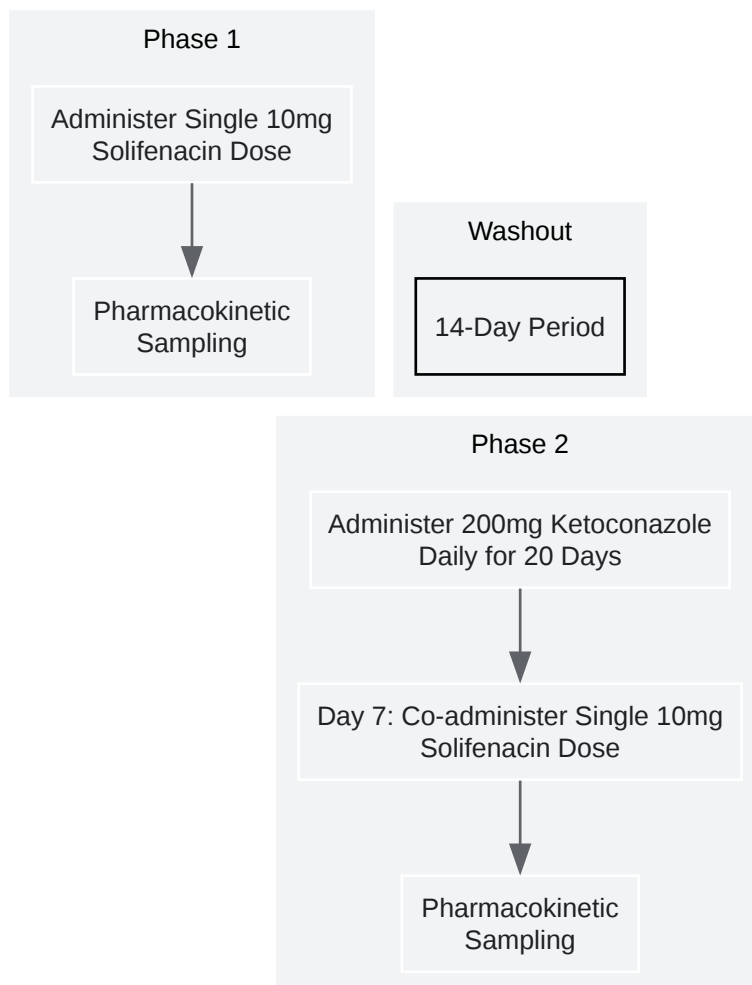 Phase 1
Administer Single 10mg
Solifenacin Dose
Pharmacokinetic
Sampling
Washout
14-Day Period
Phase 2
Administer 200mg Ketoconazole
Daily for 20 Days
Day 7: Co-administer Single 10mg
Solifenacin Dose
Pharmacokinetic
Sampling